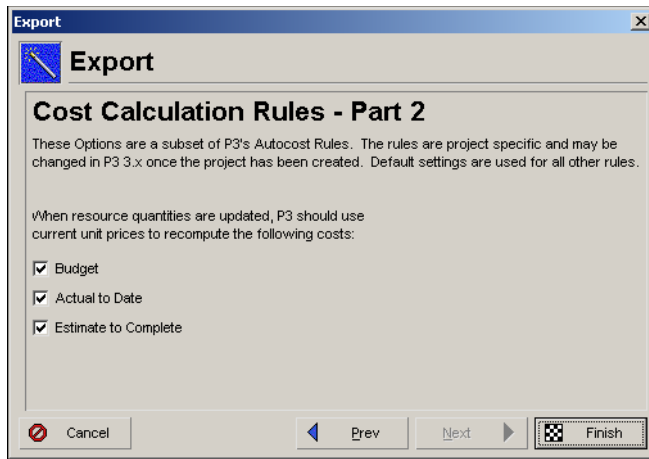 Export
Export
Cost Calculation Rules - Part 2
These Options are a subset of P3's Autocost Rules. The rules are project specific and may be
changed in P3 3.x once the project has been created. Default settings are used for all other rules.
When resource quantities are updated, P3 should use
current unit prices to recompute the following costs:
Budget
Actual to Date
Estimate to Complete
Cancel
Prev
Next
Finish